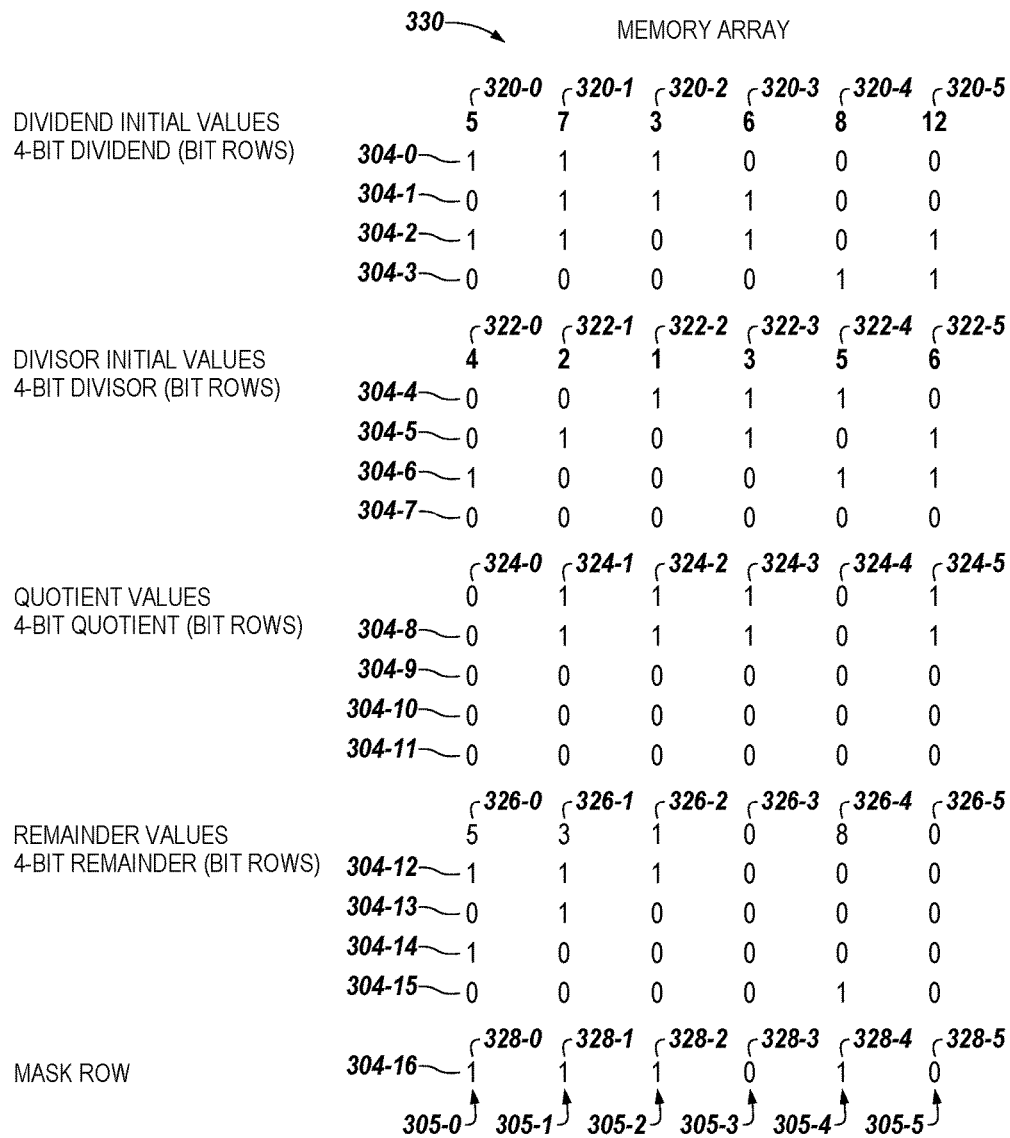 330 MEMORY ARRAY
320-0 320-1 320-2 320-3 320-4 320-5
DIVIDEND INITIAL VALUES 5 7 3 6 8 12
4-BIT DIVIDEND (BIT ROWS)
304-0 1 1 1 0 0 0
304-1 0 1 1 1 0 0
304-2 1 1 0 1 0 1
304-3 0 0 0 0 1 1
322-0 322-1 322-2 322-3 322-4 322-5
DIVISOR INITIAL VALUES 4 2 1 3 5 6
4-BIT DIVISOR (BIT ROWS)
304-4 0 0 1 1 1 0
304-5 0 1 0 1 0 1
304-6 1 0 0 0 1 1
304-7 0 0 0 0 0 0
324-0 324-1 324-2 324-3 324-4 324-5
QUOTIENT VALUES 0 1 1 1 0 1
4-BIT QUOTIENT (BIT ROWS)
304-8 0 1 1 1 0 1
304-9 0 0 0 0 0 0
304-10 0 0 0 0 0 0
304-11 0 0 0 0 0 0
326-0 326-1 326-2 326-3 326-4 326-5
REMAINDER VALUES 5 3 1 0 8 0
4-BIT REMAINDER (BIT ROWS)
304-12 1 1 1 0 0 0
304-13 0 1 0 0 0 0
304-14 1 0 0 0 0 0
304-15 0 0 0 0 1 0
328-0 328-1 328-2 328-3 328-4 328-5
MASK ROW 304-16 1 1 1 0 1 0
305-0 305-1 305-2 305-3 305-4 305-5